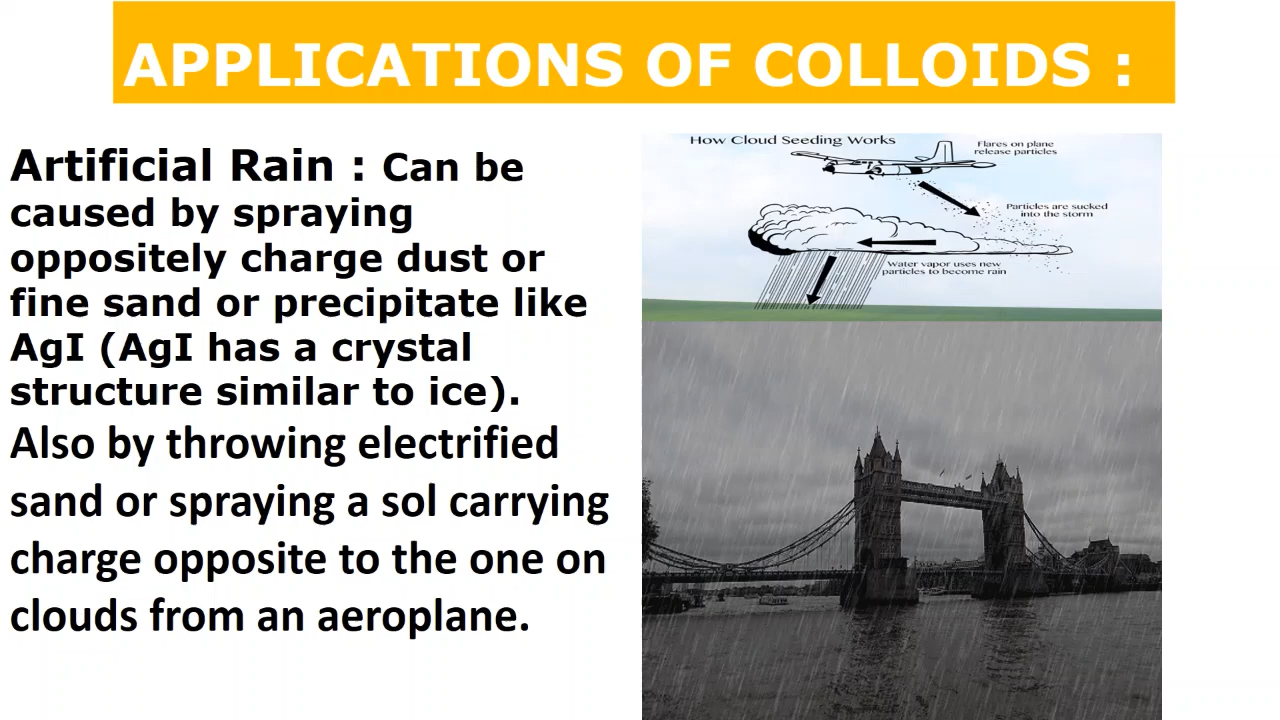 APPLICATIONS OF COLLOIDS :
Artificial Rain : Can be
caused by spraying
oppositely charge dust or
fine sand or precipitate like
AgI (AgI has a crystal
structure similar to ice).
Also by throwing electrified
sand or spraying a sol carrying
charge opposite to the one on
clouds from an aeroplane.
How Cloud Seeding Works
Flares on plane
release particles
Particles are sucked
into the storm
Water vapor uses new
particles to become rain